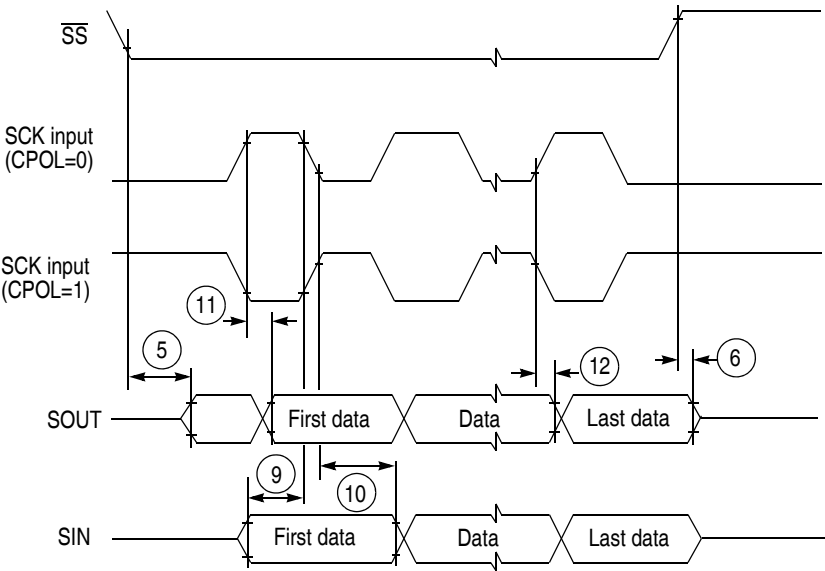 SS
SCK input
(CPOL=0)
SCK input
(CPOL=1)
11
5
12
6
SOUT
First data
Data
Last data
9
10
SIN
First data
Data
Last data